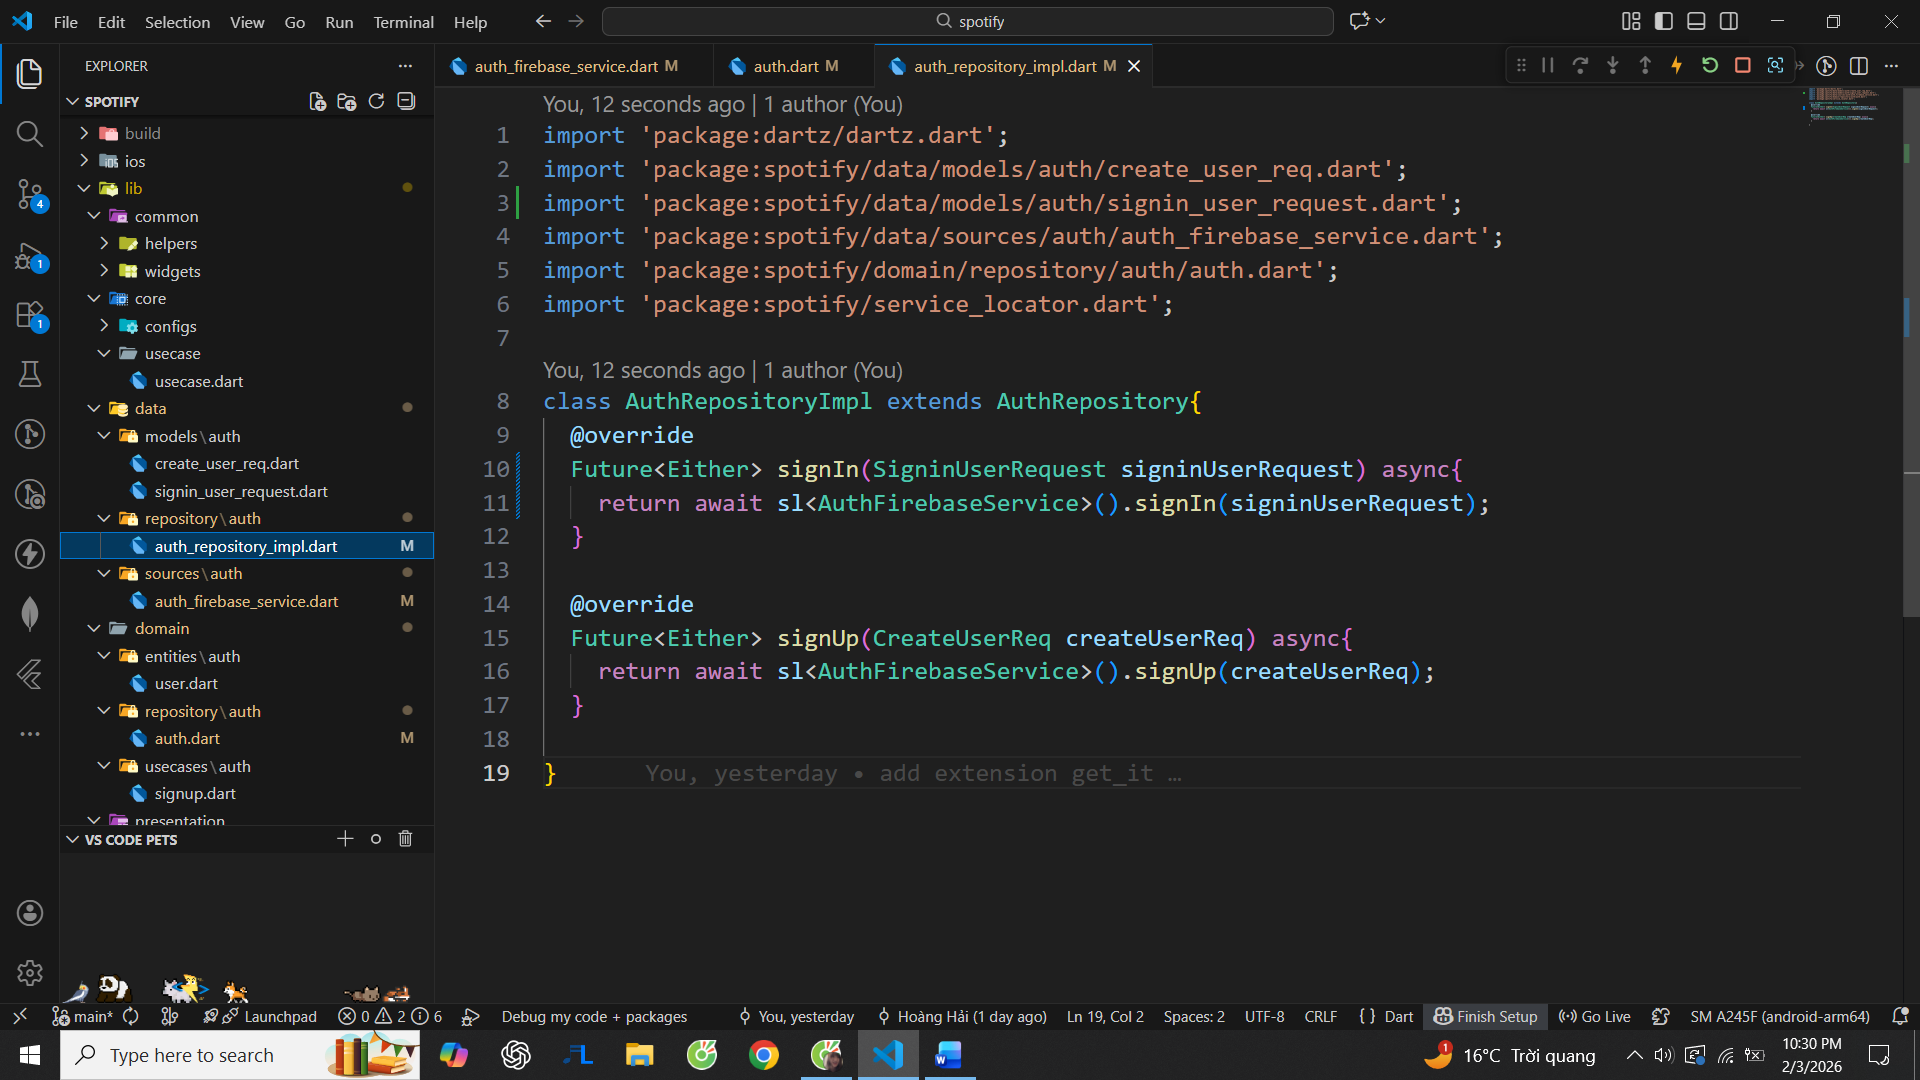 File Edit Selection View Go Run Terminal Help
spotify
EXPLORER
SPOTIFY
build
ios
lib
common
helpers
widgets
core
configs
usecase
usecase.dart
data
models\auth
create_user_req.dart
signin_user_request.dart
repository\auth
auth_repository_impl.dart M
sources\auth
auth_firebase_service.dart M
domain
entities\auth
user.dart
repository\auth
auth.dart M
usecases\auth
signup.dart
presentation
VS CODE PETS
4
1
1
auth_firebase_service.dart M auth.dart M auth_repository_impl.dart M
You, 12 seconds ago | 1 author (You)
1 import 'package:dartz/dartz.dart';
2 import 'package:spotify/data/models/auth/create_user_req.dart';
3 import 'package:spotify/data/models/auth/signin_user_request.dart';
4 import 'package:spotify/data/sources/auth/auth_firebase_service.dart';
5 import 'package:spotify/domain/repository/auth/auth.dart';
6 import 'package:spotify/service_locator.dart';
7
You, 12 seconds ago | 1 author (You)
8 class AuthRepositoryImpl extends AuthRepository{
9 @override
10 Future<Either> signIn(SigninUserRequest signinUserRequest) async{
11 return await sl<AuthFirebaseService>().signIn(signinUserRequest);
12 }
13
14 @override
15 Future<Either> signUp(CreateUserReq createUserReq) async{
16 return await sl<AuthFirebaseService>().signUp(createUserReq);
17 }
18
19 } You, yesterday • add extension get_it …
main* Launchpad 0 2 6 Debug my code + packages You, yesterday Hoàng Hải (1 day ago) Ln 19, Col 2 Spaces: 2 UTF-8 CRLF { } Dart Finish Setup Go Live SM A245F (android-arm64)
Type here to search
1
16°C Trời quang
10:30 PM
2/3/2026